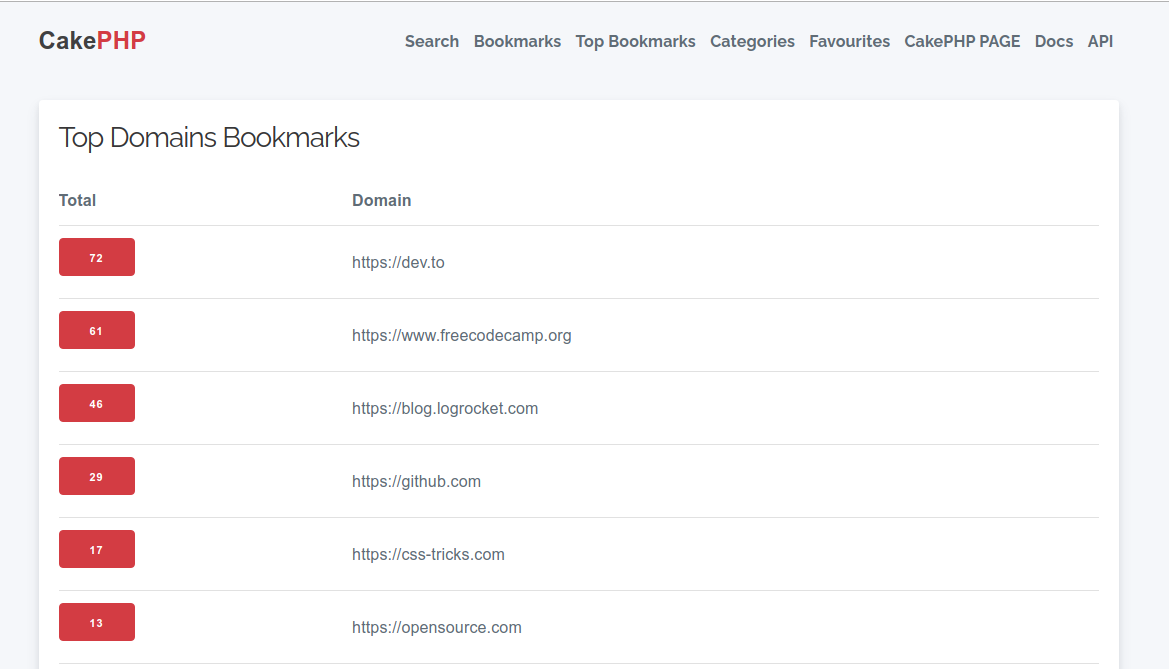 CakePHP Search Bookmarks Top Bookmarks Categories Favourites CakePHP PAGE Docs API
Top Domains Bookmarks
Total Domain
72 https://dev.to
61 https://www.freecodecamp.org
46 https://blog.logrocket.com
29 https://github.com
17 https://css-tricks.com
13 https://opensource.com